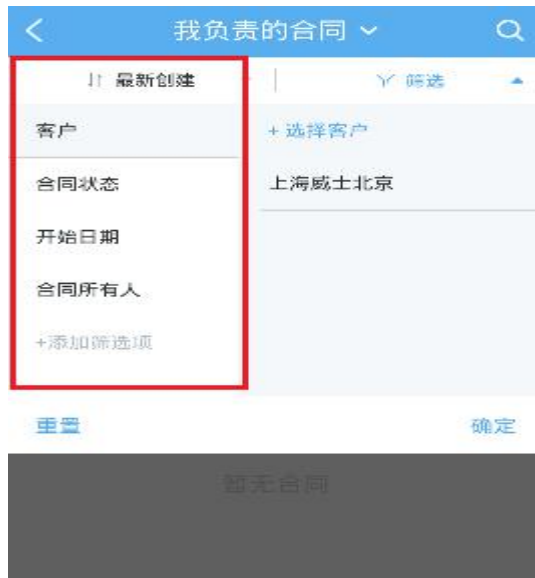 我负责的合同
最新创建 筛选
客户 + 选择客户
合同状态 上海威士北京
开始日期
合同所有人
+添加筛选项
重置 确定
暂无合同